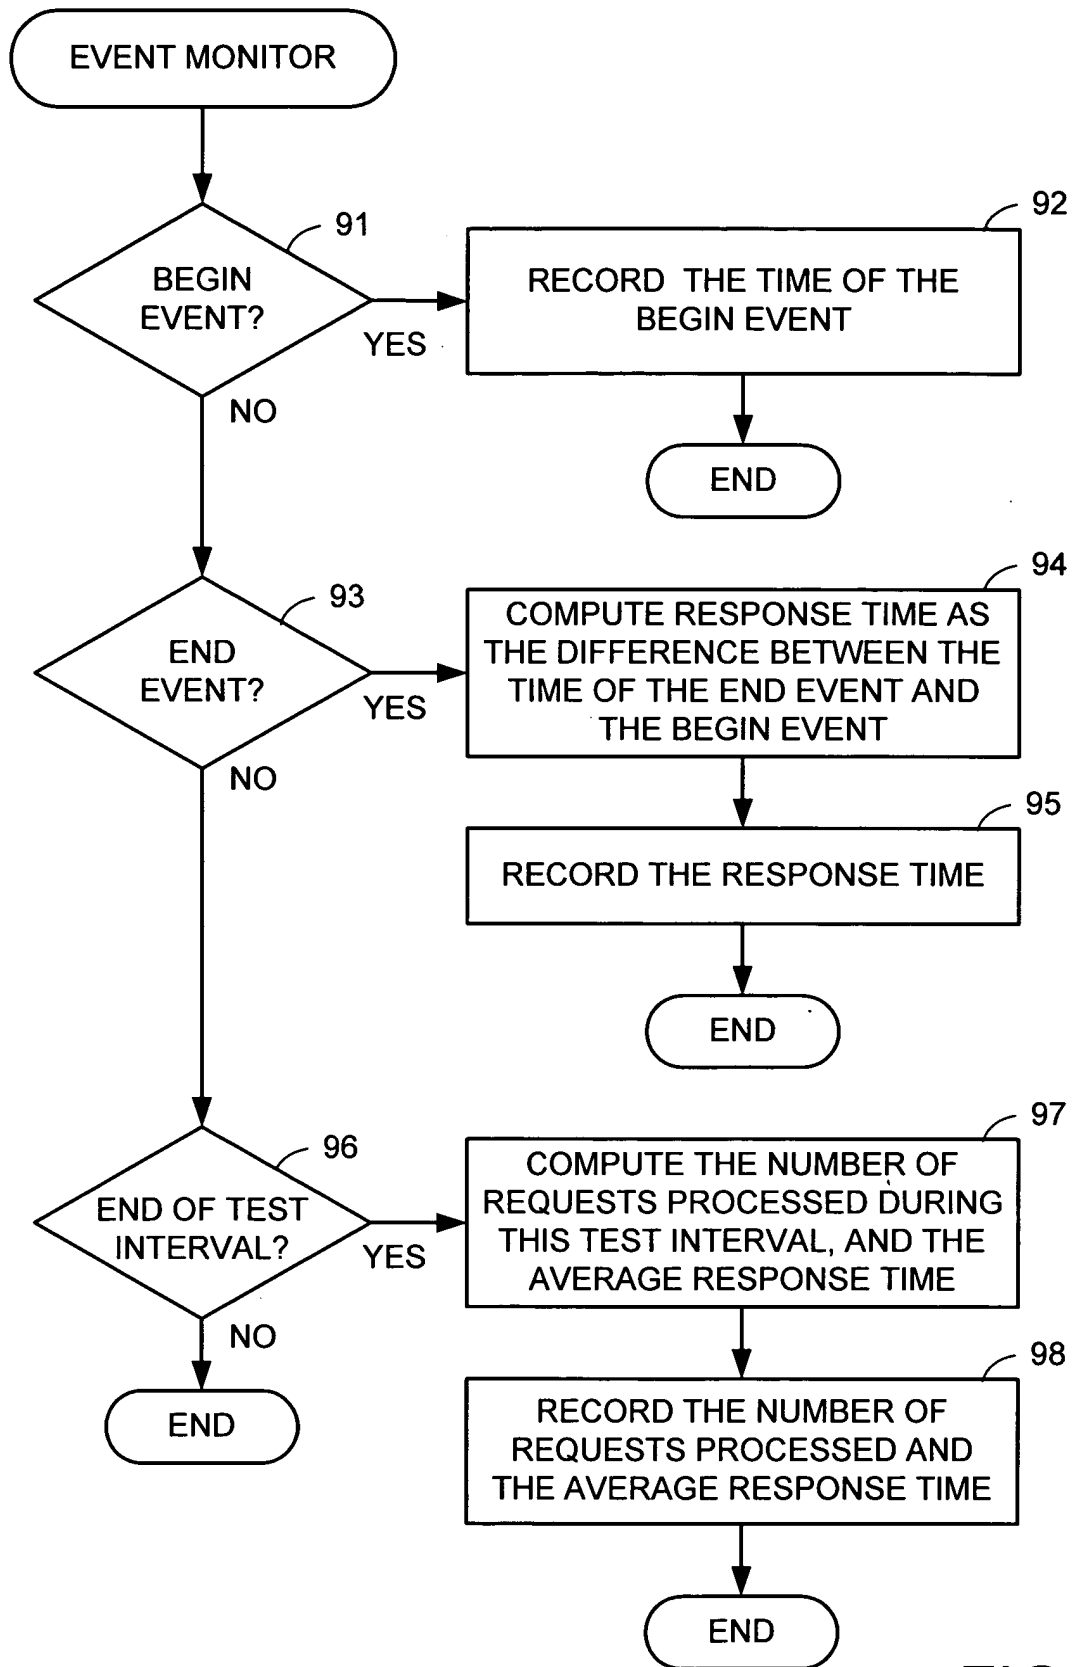 EVENT MONITOR
91
BEGIN
EVENT?
YES
NO
92
RECORD THE TIME OF THE
BEGIN EVENT
END
93
END
EVENT?
YES
NO
94
COMPUTE RESPONSE TIME AS
THE DIFFERENCE BETWEEN THE
TIME OF THE END EVENT AND
THE BEGIN EVENT
95
RECORD THE RESPONSE TIME
END
96
END OF TEST
INTERVAL?
YES
NO
END
97
COMPUTE THE NUMBER OF
REQUESTS PROCESSED DURING
THIS TEST INTERVAL, AND THE
AVERAGE RESPONSE TIME
98
RECORD THE NUMBER OF
REQUESTS PROCESSED AND
THE AVERAGE RESPONSE TIME
END